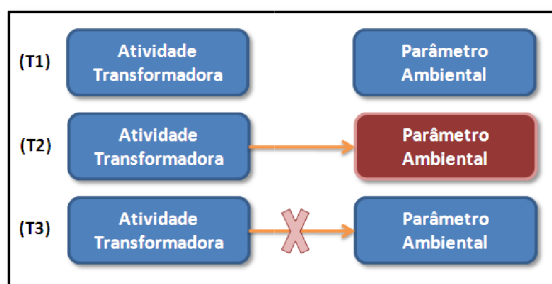 (T1)
Atividade
Transformadora
Parâmetro
Ambiental
(T2)
Atividade
Transformadora
Parâmetro
Ambiental
(T3)
Atividade
Transformadora
Parâmetro
Ambiental